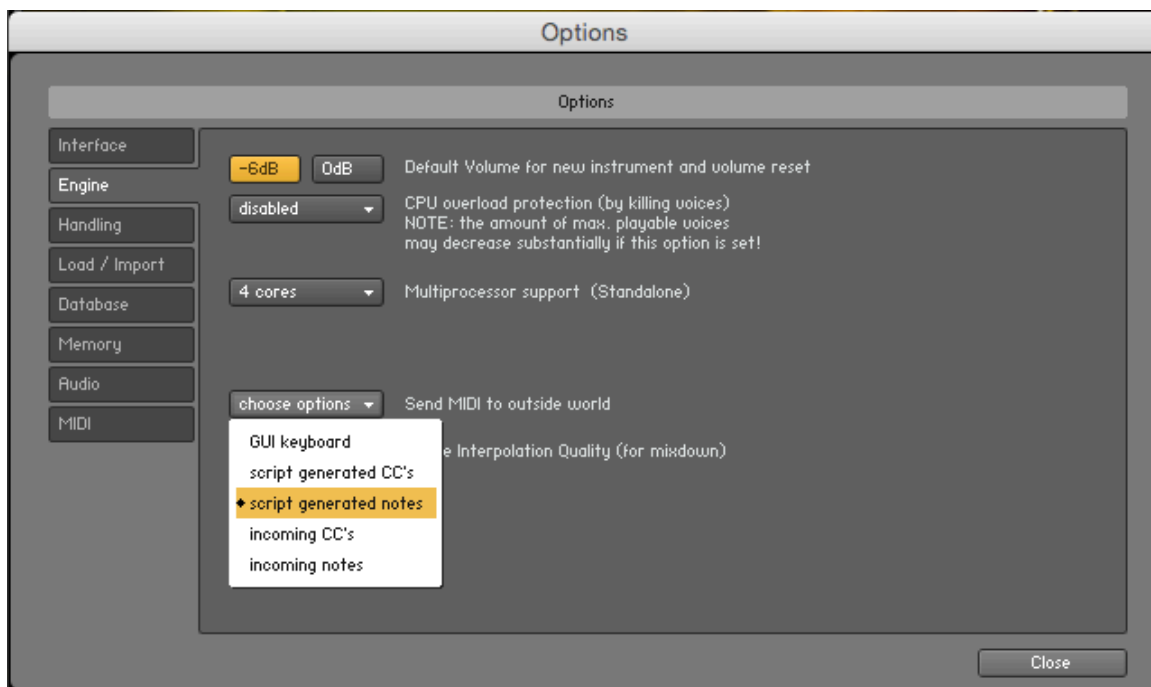 Options
Options
Interface
Engine
Handling
Load / Import
Database
Memory
Audio
MIDI
-6dB 0dB Default Volume for new instrument and volume reset
disabled CPU overload protection (by killing voices)
NOTE: the amount of max. playable voices
may decrease substantially if this option is set!
4 cores Multiprocessor support (Standalone)
choose options Send MIDI to outside world
GUI keyboard
e Interpolation Quality (for mixdown)
script generated CC's
script generated notes
incoming CC's
incoming notes
Close